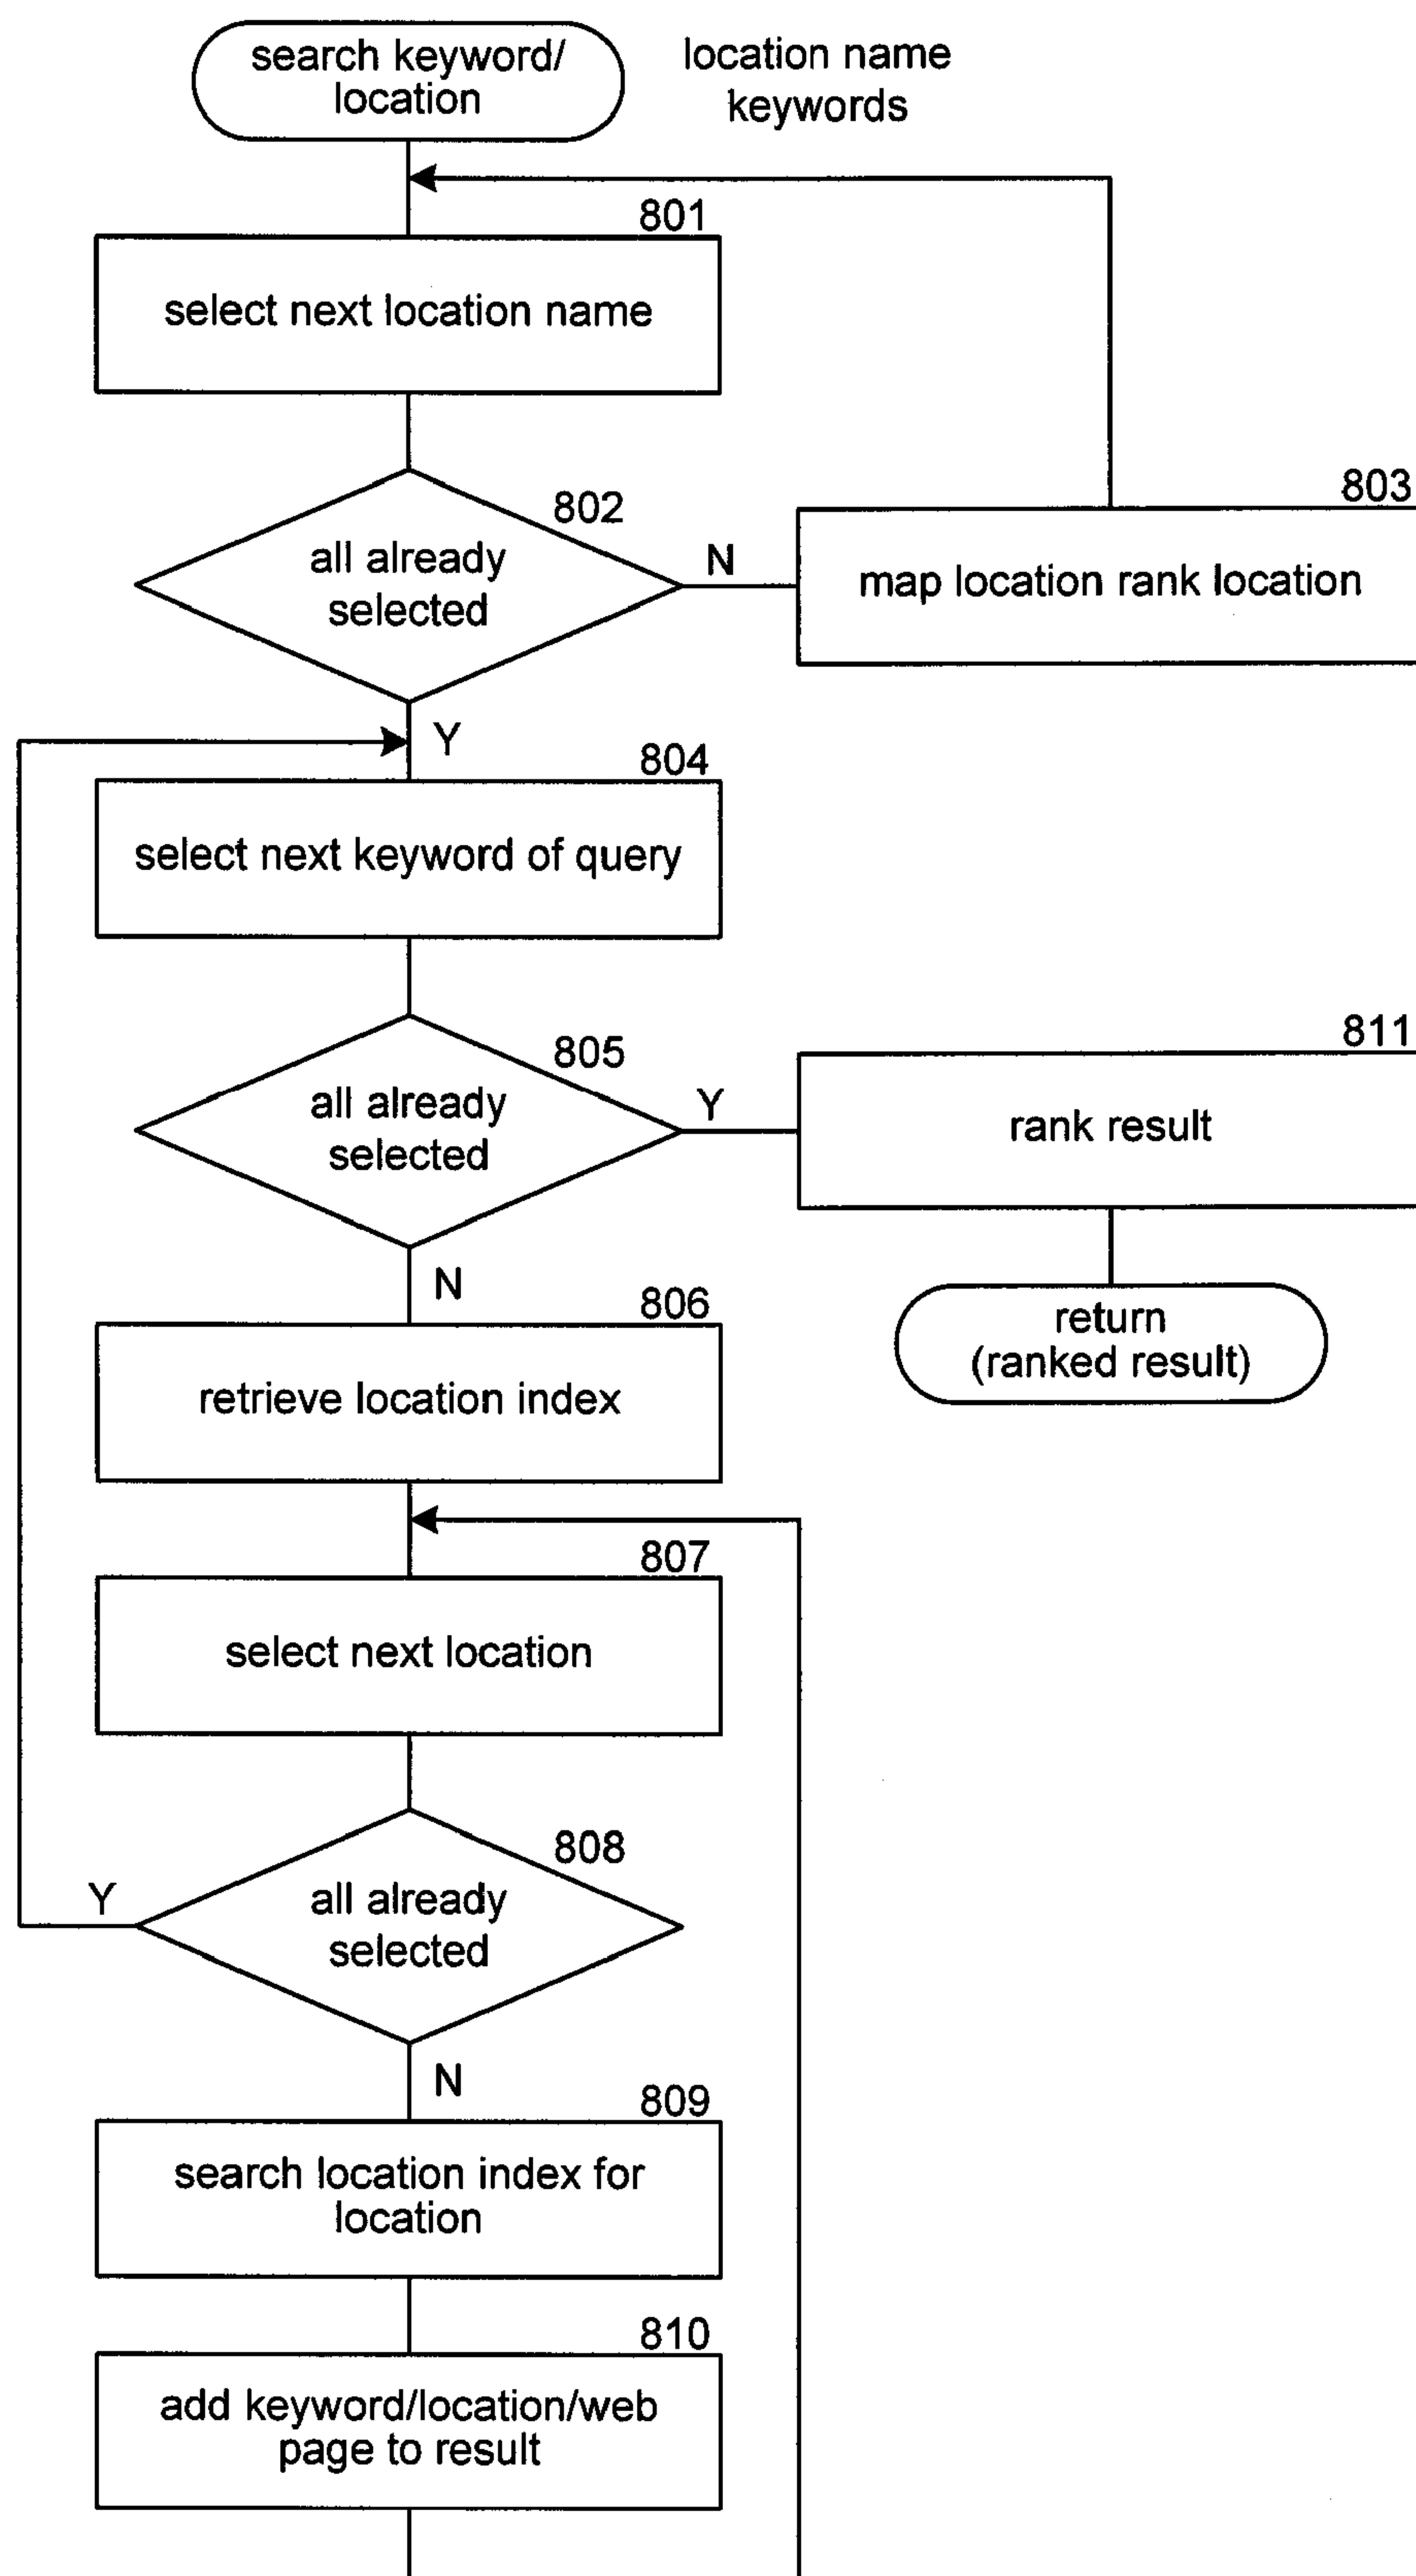 search keyword/
location
location name
keywords
801
select next location name
802
all already
selected
N
803
map location rank location
Y
804
select next keyword of query
805
all already
selected
Y
811
rank result
return
(ranked result)
N
806
retrieve location index
807
select next location
808
all already
selected
Y
N
809
search location index for
location
810
add keyword/location/web
page to result